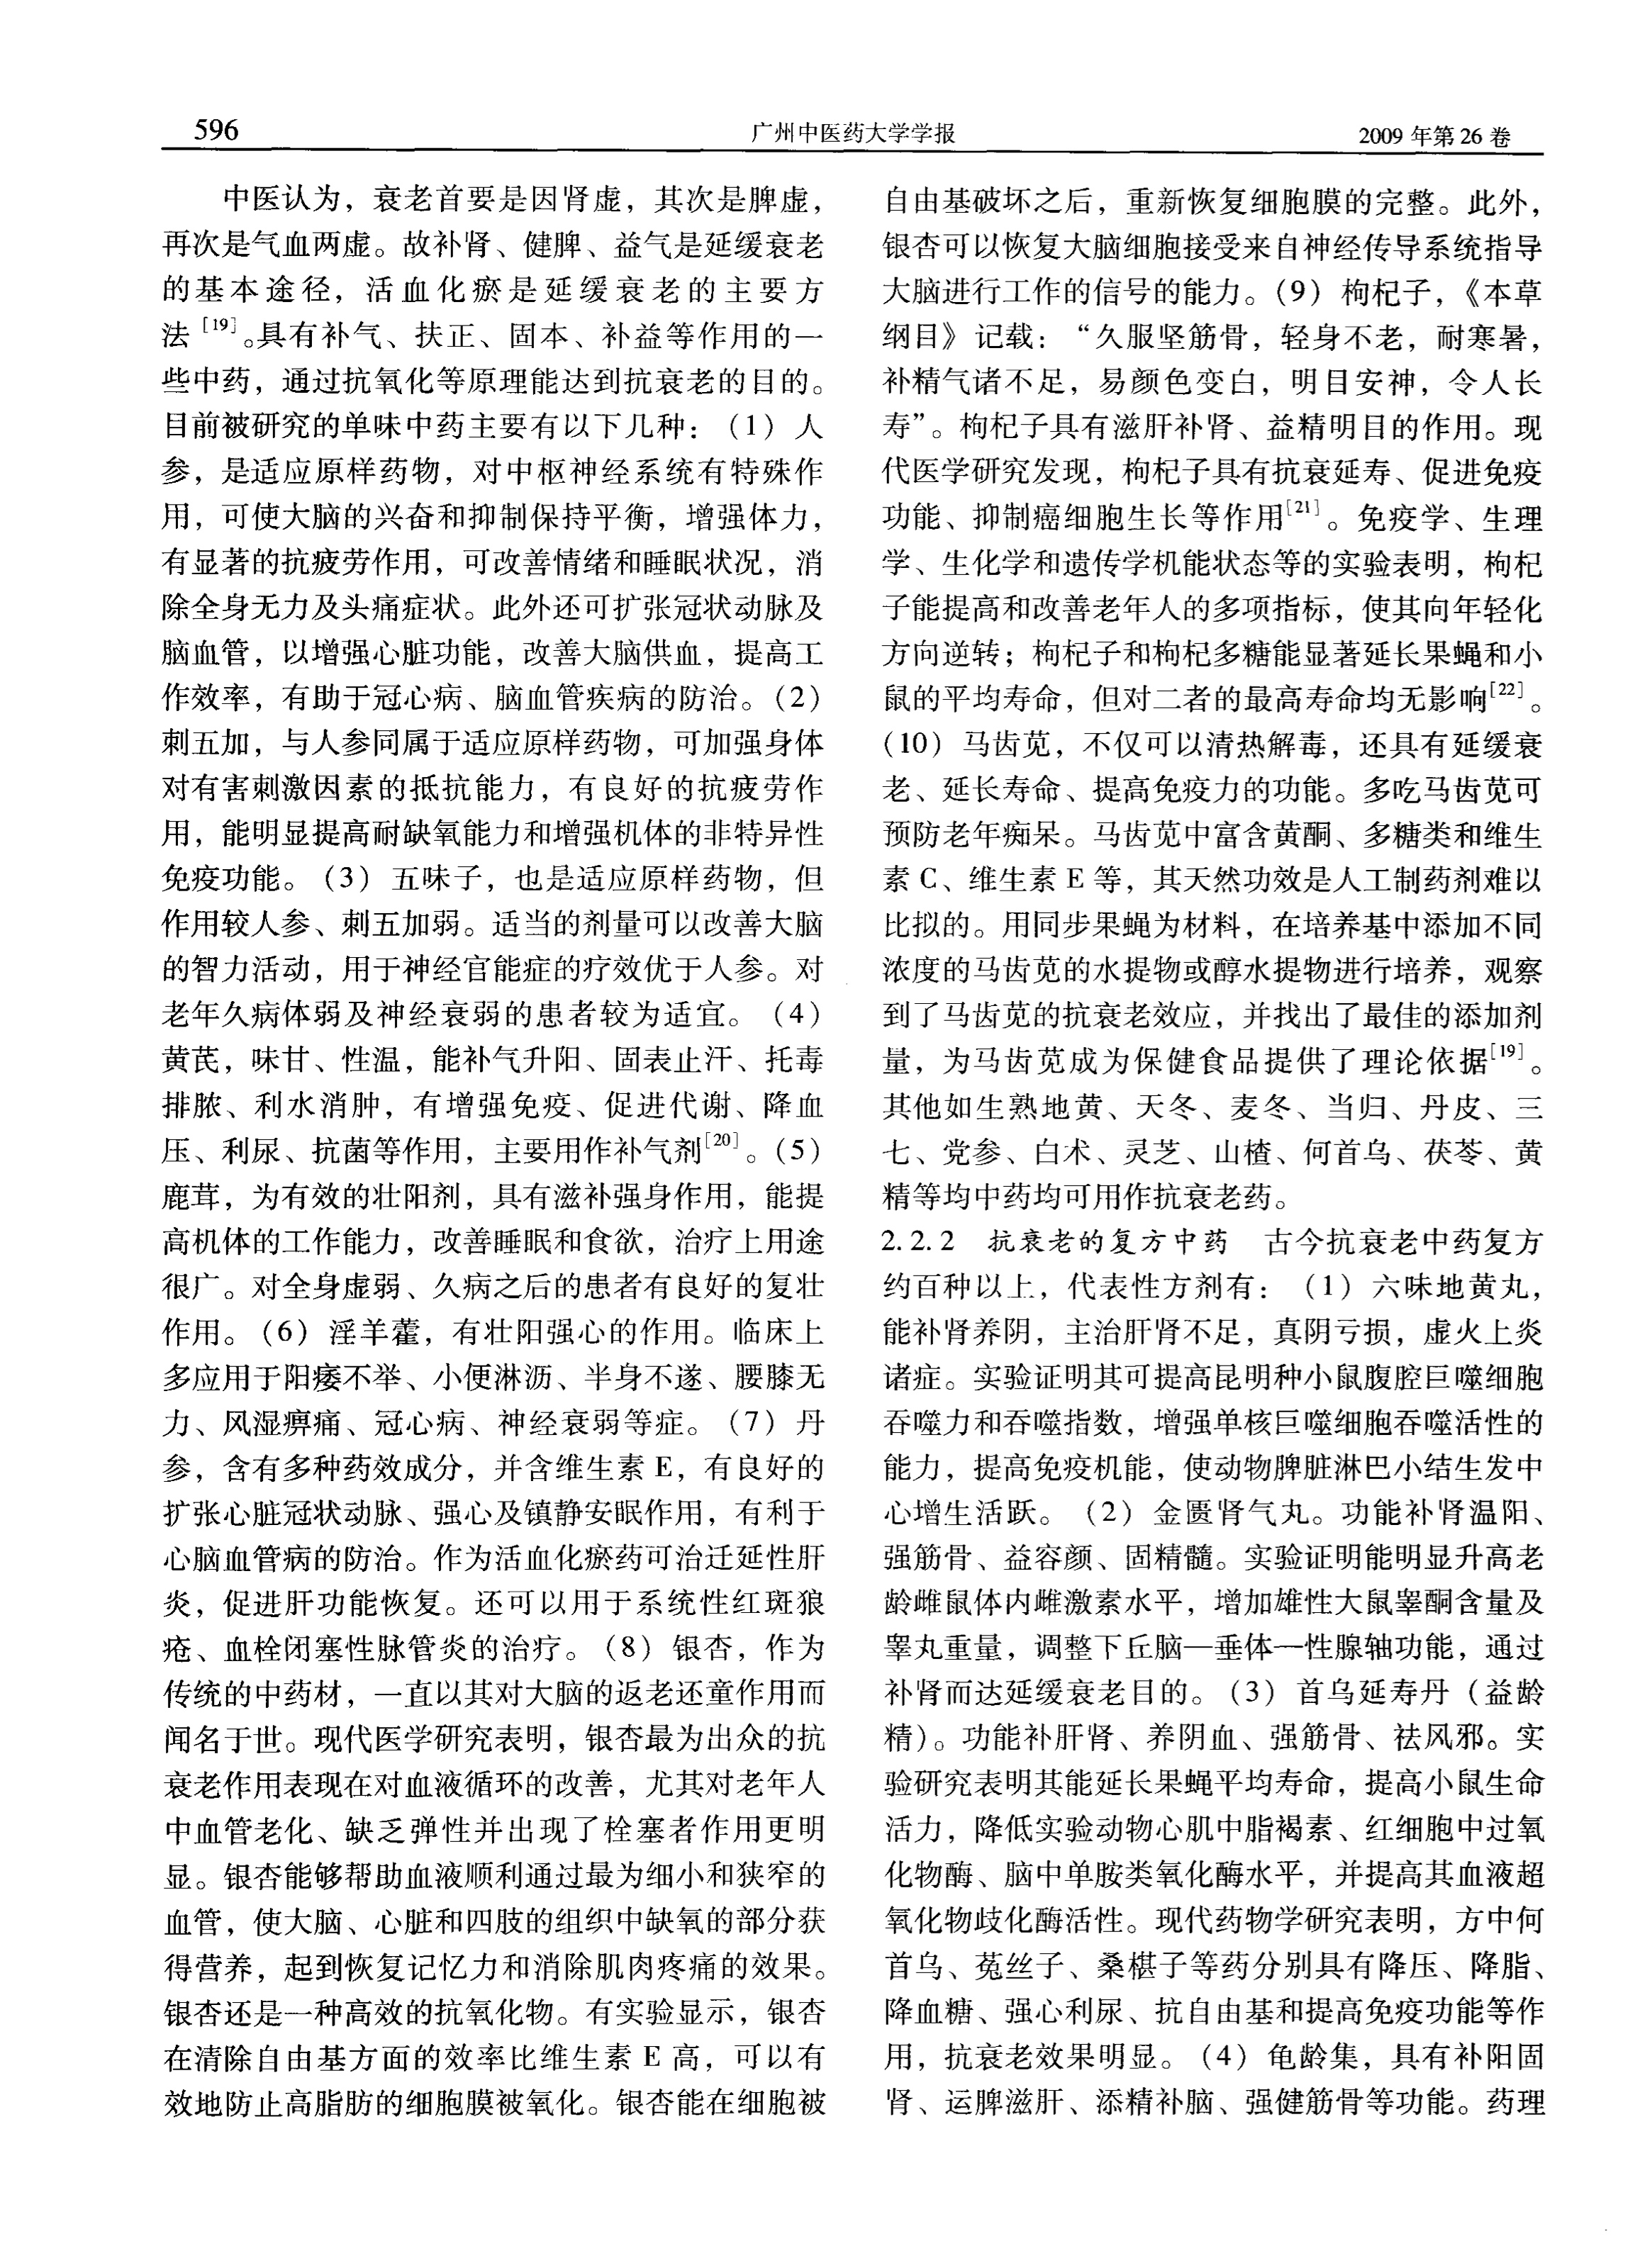 596
广州中医药大学学报
2009 年第 26 卷
中医认为，衰老首要是因肾虚，其次是脾虚，
再次是气血两虚。故补肾、健脾、益气是延缓衰老
的基本途径，活血化瘀是延缓衰老的主要方
法[19]。具有补气、扶正、固本、补益等作用的一
些中药，通过抗氧化等原理能达到抗衰老的目的。
目前被研究的单味中药主要有以下几种：（1）人
参，是适应原样药物，对中枢神经系统有特殊作
用，可使大脑的兴奋和抑制保持平衡，增强体力，
有显著的抗疲劳作用，可改善情绪和睡眠状况，消
除全身无力及头痛症状。此外还可扩张冠状动脉及
脑血管，以增强心脏功能，改善大脑供血，提高工
作效率，有助于冠心病、脑血管疾病的防治。（2）
刺五加，与人参同属于适应原样药物，可加强身体
对有害刺激因素的抵抗能力，有良好的抗疲劳作
用，能明显提高耐缺氧能力和增强机体的非特异性
免疫功能。（3）五味子，也是适应原样药物，但
作用较人参、刺五加弱。适当的剂量可以改善大脑
的智力活动，用于神经官能症的疗效优于人参。对
老年久病体弱及神经衰弱的患者较为适宜。（4）
黄芪，味甘、性温，能补气升阳、固表止汗、托毒
排脓、利水消肿，有增强免疫、促进代谢、降血
压、利尿、抗菌等作用，主要用作补气剂[20]。（5）
鹿茸，为有效的壮阳剂，具有滋补强身作用，能提
高机体的工作能力，改善睡眠和食欲，治疗上用途
很广。对全身虚弱、久病之后的患者有良好的复壮
作用。（6）淫羊藿，有壮阳强心的作用。临床上
多应用于阳痿不举、小便淋沥、半身不遂、腰膝无
力、风湿痹痛、冠心病、神经衰弱等症。（7）丹
参，含有多种药效成分，并含维生素 E，有良好的
扩张心脏冠状动脉、强心及镇静安眠作用，有利于
心脑血管病的防治。作为活血化瘀药可治迁延性肝
炎，促进肝功能恢复。还可以用于系统性红斑狼
疮、血栓闭塞性脉管炎的治疗。（8）银杏，作为
传统的中药材，一直以其对大脑的返老还童作用而
闻名于世。现代医学研究表明，银杏最为出众的抗
衰老作用表现在对血液循环的改善，尤其对老年人
中血管老化、缺乏弹性并出现了栓塞者作用更明
显。银杏能够帮助血液顺利通过最为细小和狭窄的
血管，使大脑、心脏和四肢的组织中缺氧的部分获
得营养，起到恢复记忆力和消除肌肉疼痛的效果。
银杏还是一种高效的抗氧化物。有实验显示，银杏
在清除自由基方面的效率比维生素 E 高，可以有
效地防止高脂肪的细胞膜被氧化。银杏能在细胞被
自由基破坏之后，重新恢复细胞膜的完整。此外，
银杏可以恢复大脑细胞接受来自神经传导系统指导
大脑进行工作的信号的能力。（9）枸杞子，《本草
纲目》记载：“久服坚筋骨，轻身不老，耐寒暑，
补精气诸不足，易颜色变白，明目安神，令人长
寿”。枸杞子具有滋肝补肾、益精明目的作用。现
代医学研究发现，枸杞子具有抗衰延寿、促进免疫
功能、抑制癌细胞生长等作用[21]。免疫学、生理
学、生化学和遗传学机能状态等的实验表明，枸杞
子能提高和改善老年人的多项指标，使其向年轻化
方向逆转；枸杞子和枸杞多糖能显著延长果蝇和小
鼠的平均寿命，但对二者的最高寿命均无影响[22]。
（10）马齿苋，不仅可以清热解毒，还具有延缓衰
老、延长寿命、提高免疫力的功能。多吃马齿苋可
预防老年痴呆。马齿苋中富含黄酮、多糖类和维生
素 C、维生素 E 等，其天然功效是人工制药剂难以
比拟的。用同步果蝇为材料，在培养基中添加不同
浓度的马齿苋的水提物或醇水提物进行培养，观察
到了马齿苋的抗衰老效应，并找出了最佳的添加剂
量，为马齿苋成为保健食品提供了理论依据[19]。
其他如生熟地黄、天冬、麦冬、当归、丹皮、三
七、党参、白术、灵芝、山楂、何首乌、茯苓、黄
精等均中药均可用作抗衰老药。
2.2.2 抗衰老的复方中药 古今抗衰老中药复方
约百种以上，代表性方剂有：（1）六味地黄丸，
能补肾养阴，主治肝肾不足，真阴亏损，虚火上炎
诸症。实验证明其可提高昆明种小鼠腹腔巨噬细胞
吞噬力和吞噬指数，增强单核巨噬细胞吞噬活性的
能力，提高免疫机能，使动物脾脏淋巴小结生发中
心增生活跃。（2）金匮肾气丸。功能补肾温阳、
强筋骨、益容颜、固精髓。实验证明能明显升高老
龄雌鼠体内雌激素水平，增加雄性大鼠睾酮含量及
睾丸重量，调整下丘脑—垂体—性腺轴功能，通过
补肾而达延缓衰老目的。（3）首乌延寿丹（益龄
精）。功能补肝肾、养阴血、强筋骨、祛风邪。实
验研究表明其能延长果蝇平均寿命，提高小鼠生命
活力，降低实验动物心肌中脂褐素、红细胞中过氧
化物酶、脑中单胺类氧化酶水平，并提高其血液超
氧化物歧化酶活性。现代药物学研究表明，方中何
首乌、菟丝子、桑椹子等药分别具有降压、降脂、
降血糖、强心利尿、抗自由基和提高免疫功能等作
用，抗衰老效果明显。（4）龟龄集，具有补阳固
肾、运脾滋肝、添精补脑、强健筋骨等功能。药理